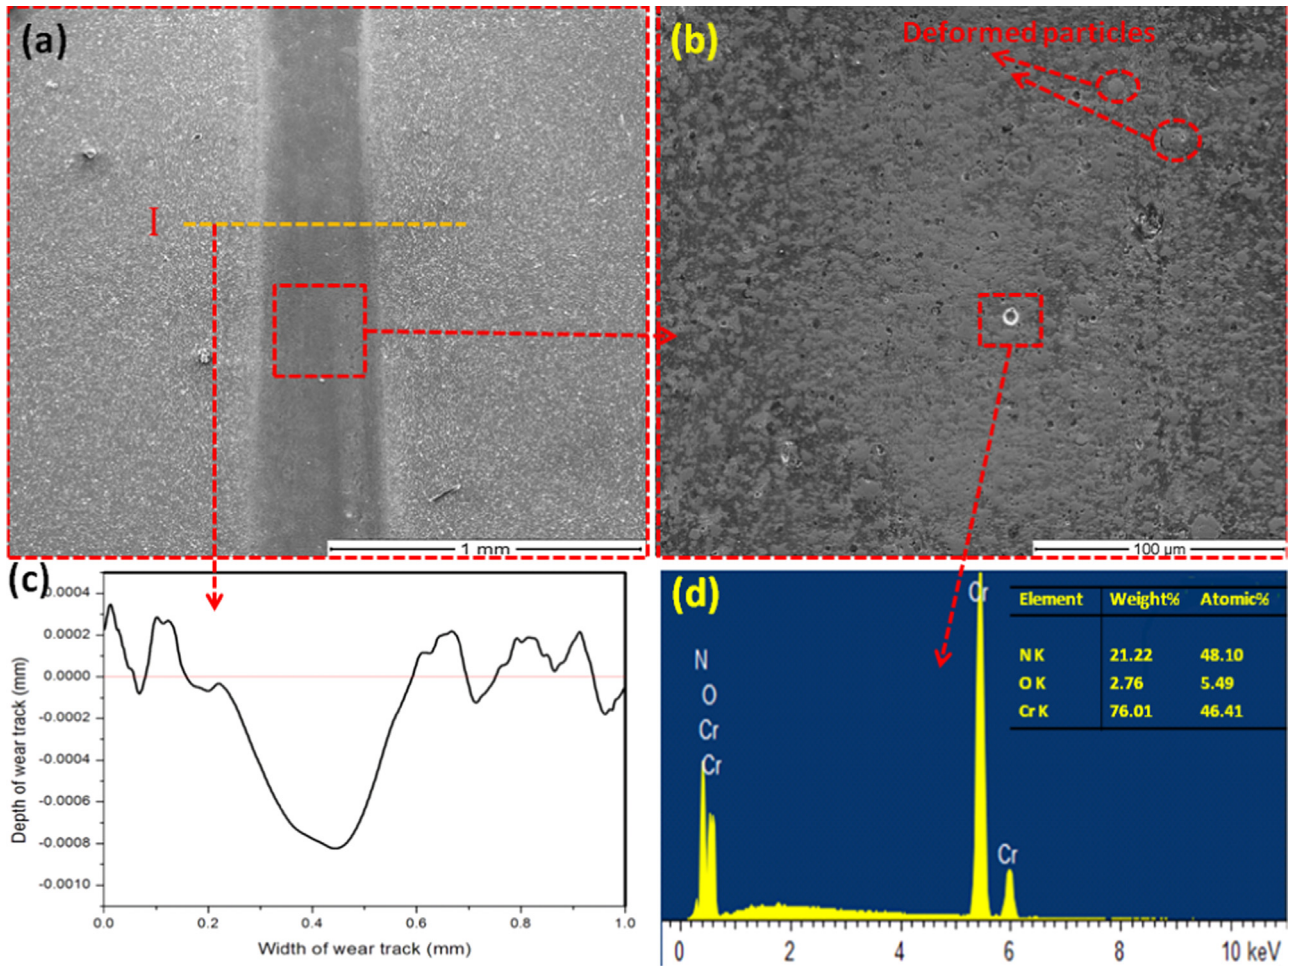 (a)
I
1 mm
(b)
Deformed particles
100 µm
(c)
0.0004
0.0002
0.0000
-0.0002
-0.0004
-0.0006
-0.0008
-0.0010
Depth of wear track (mm)
0.0 0.2 0.4 0.6 0.8 1.0
Width of wear track (mm)
(d)
N
O
Cr
Cr
Cr
Cr
Element Weight% Atomic%
N K 21.22 48.10
O K 2.76 5.49
Cr K 76.01 46.41
0 2 4 6 8 10 keV